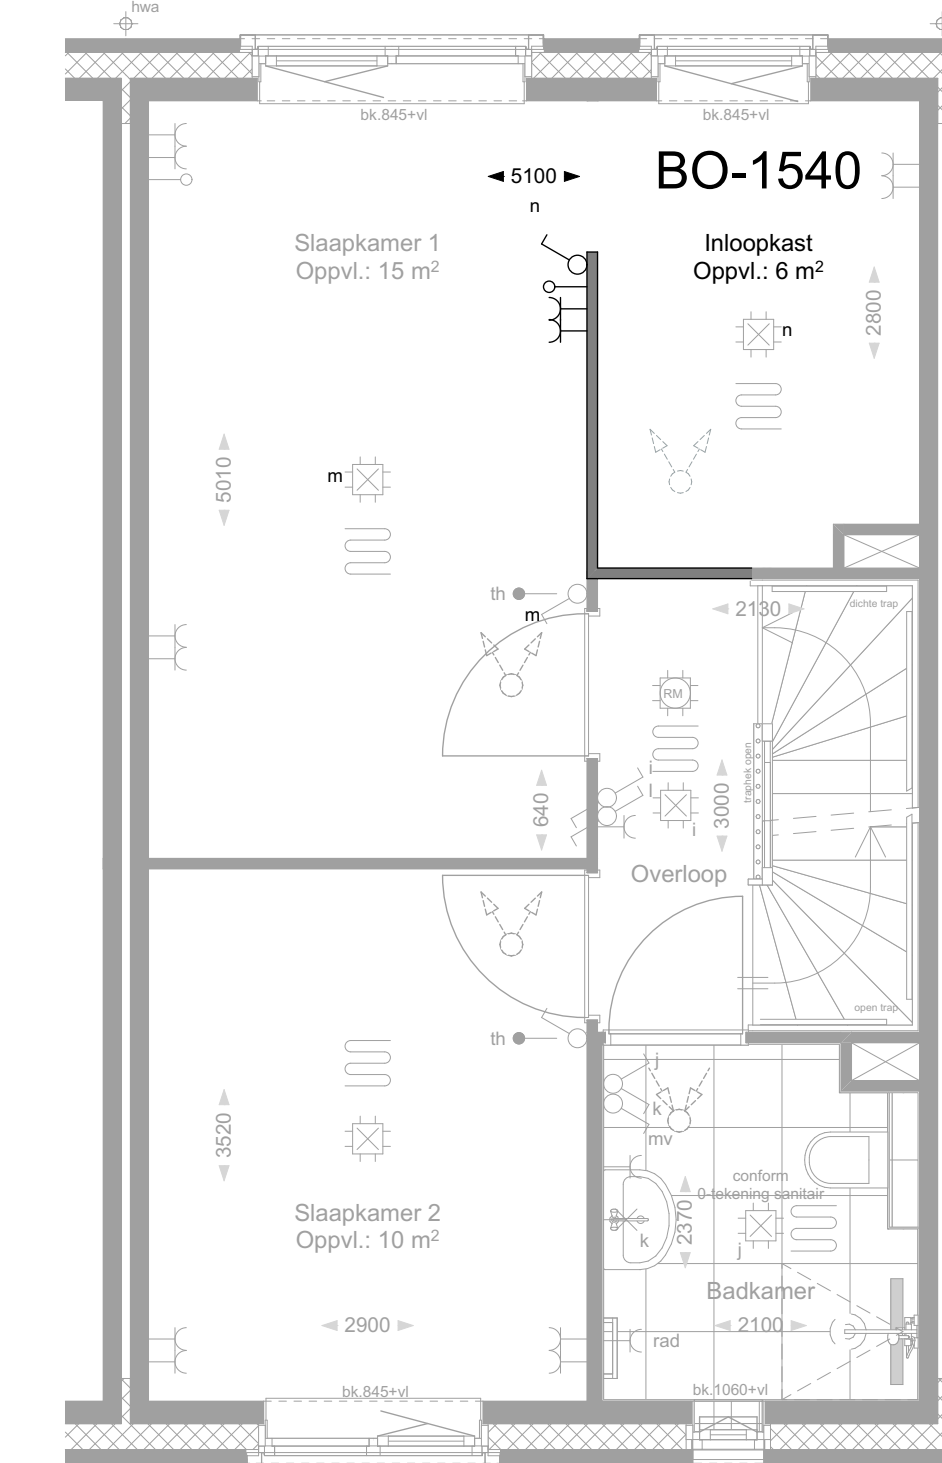 hwa
bk.845+vl
bk.845+vl
BO-1540
5100
n
Slaapkamer 1
Oppvl.: 15 m²
Inloopkast
Oppvl.: 6 m²
2800
n
m
5010
th
m
2130
dichte trap
RM
traphek open
i
l
640
3000
i
Overloop
open trap
th
j
k
mv
3520
conform
0-tekening sanitair
Slaapkamer 2
Oppvl.: 10 m²
2370
k
j
Badkamer
2900
2100
rad
bk.845+vl
bk.1060+vl